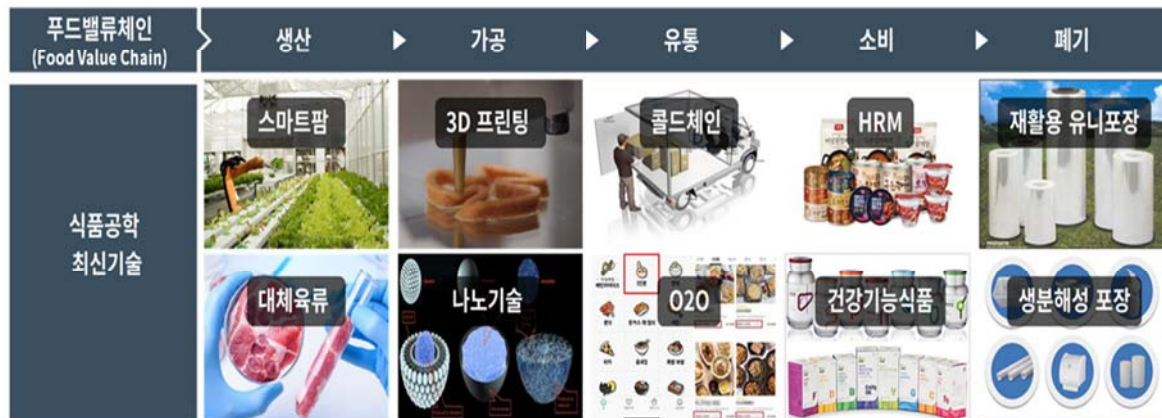 푸드밸류체인
(Food Value Chain)
생산
가공
유통
소비
폐기
식품공학
최신기술
스마트팜
3D 프린팅
콜드체인
HRM
재활용 유니포장
대체육류
나노기술
O2O
건강기능식품
생분해성 포장